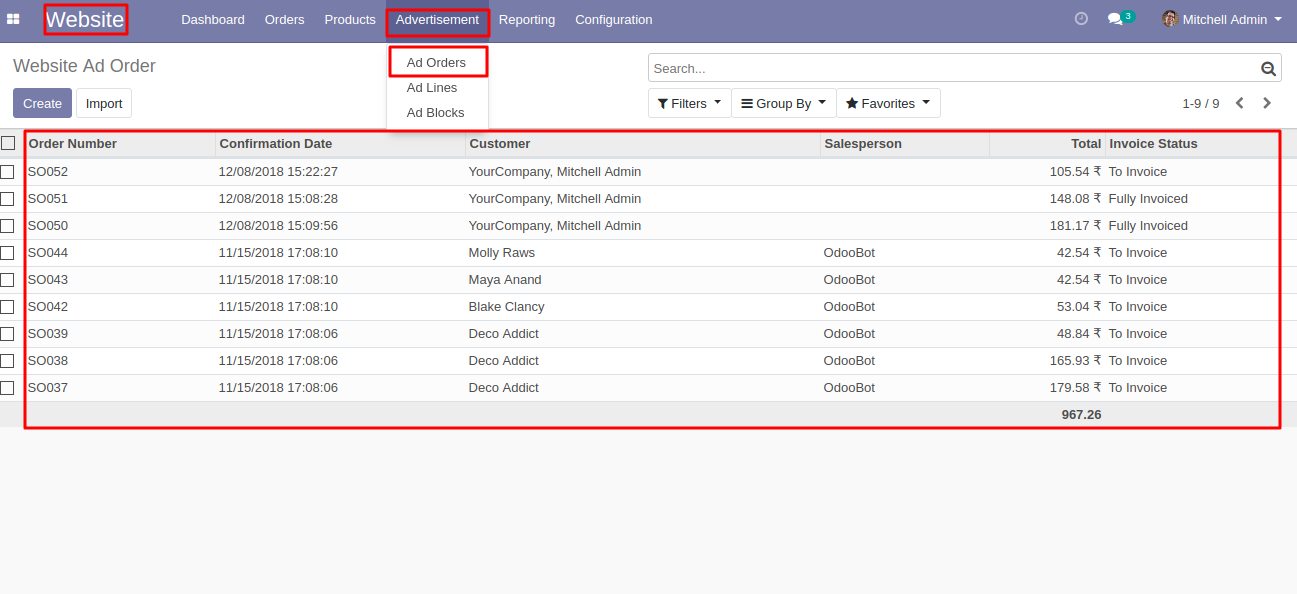 Website Dashboard Orders Products Advertisement Reporting Configuration 3 Mitchell Admin
Website Ad Order
Ad Orders
Ad Lines
Ad Blocks
Search...
Create Import
Filters Group By Favorites 1-9 / 9
Order Number Confirmation Date Customer Salesperson Total Invoice Status
SO052 12/08/2018 15:22:27 YourCompany, Mitchell Admin 105.54 ₹ To Invoice
SO051 12/08/2018 15:08:28 YourCompany, Mitchell Admin 148.08 ₹ Fully Invoiced
SO050 12/08/2018 15:09:56 YourCompany, Mitchell Admin 181.17 ₹ Fully Invoiced
SO044 11/15/2018 17:08:10 Molly Raws OdooBot 42.54 ₹ To Invoice
SO043 11/15/2018 17:08:10 Maya Anand OdooBot 42.54 ₹ To Invoice
SO042 11/15/2018 17:08:10 Blake Clancy OdooBot 53.04 ₹ To Invoice
SO039 11/15/2018 17:08:06 Deco Addict OdooBot 48.84 ₹ To Invoice
SO038 11/15/2018 17:08:06 Deco Addict OdooBot 165.93 ₹ To Invoice
SO037 11/15/2018 17:08:06 Deco Addict OdooBot 179.58 ₹ To Invoice
967.26